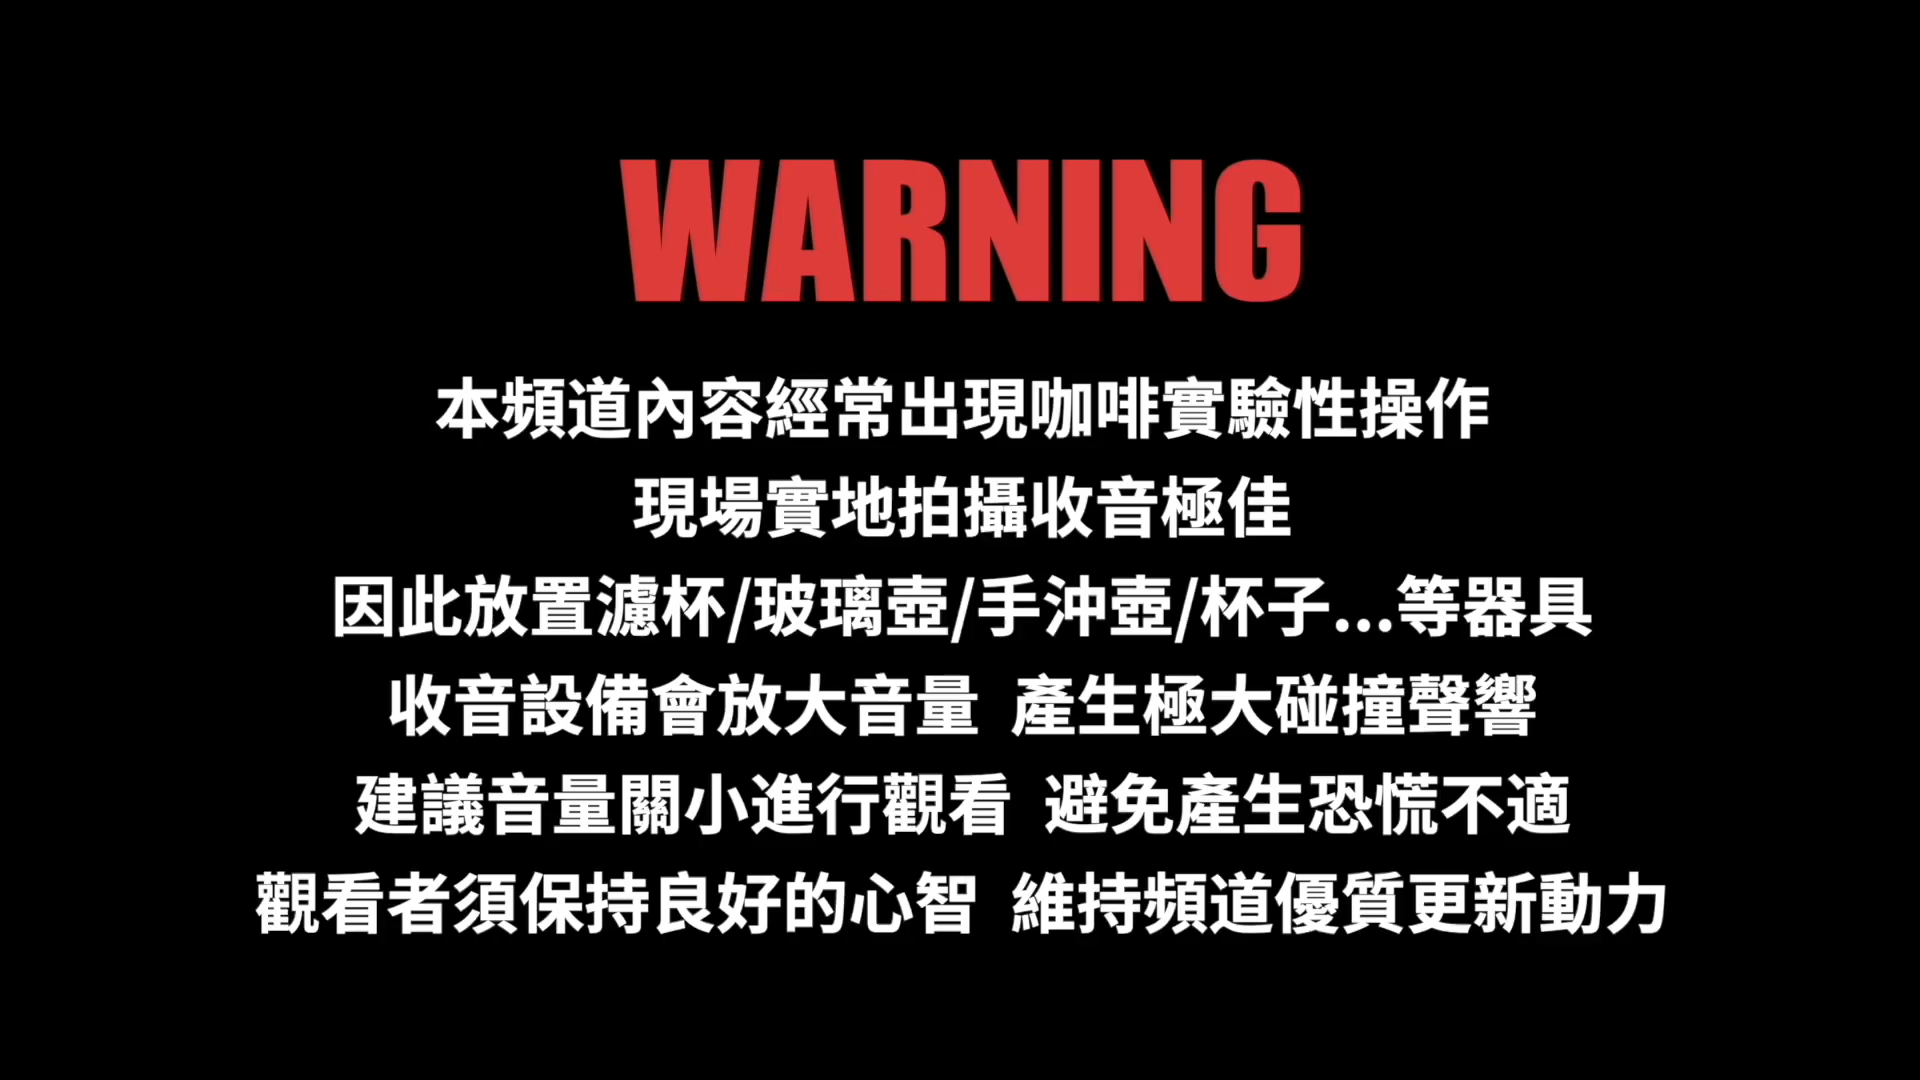 WARNING
本頻道內容經常出現咖啡實驗性操作
現場實地拍攝收音極佳
因此放置濾杯/玻璃壺/手沖壺/杯子...等器具
收音設備會放大音量 產生極大碰撞聲響
建議音量關小進行觀看 避免產生恐慌不適
觀看者須保持良好的心智 維持頻道優質更新動力